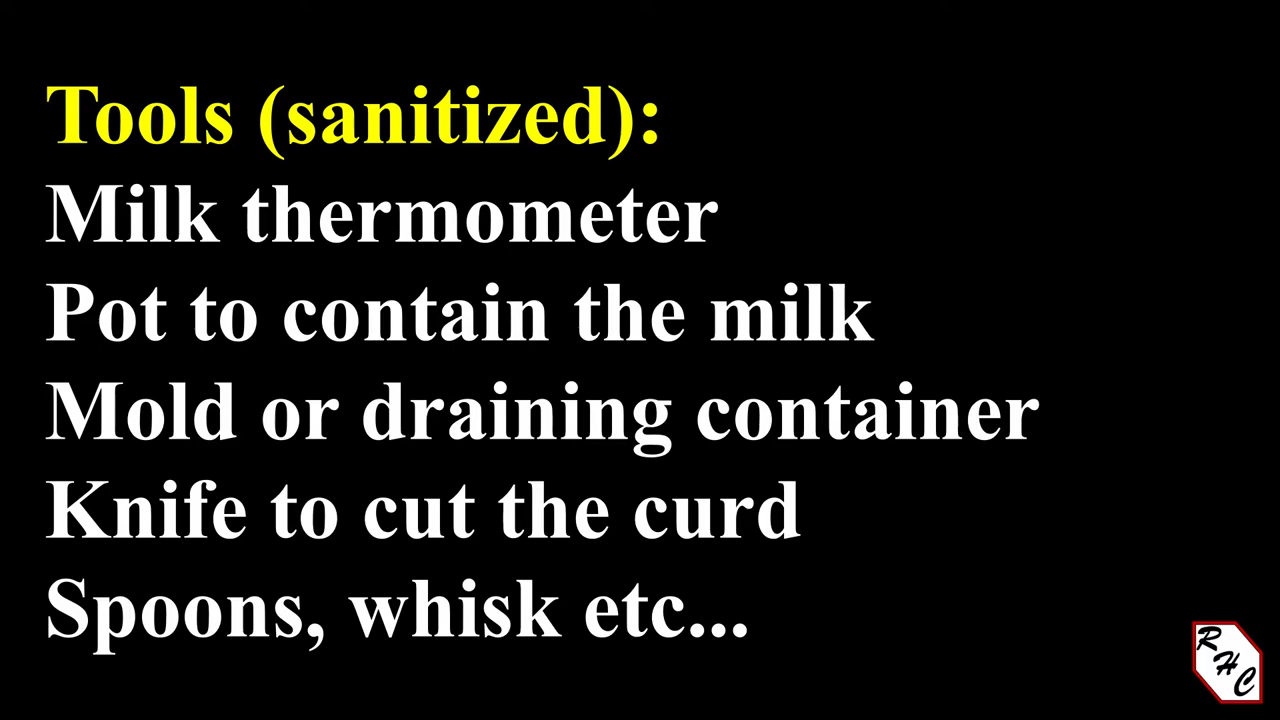 Tools (sanitized):
Milk thermometer
Pot to contain the milk
Mold or draining container
Knife to cut the curd
Spoons, whisk etc...
RHC